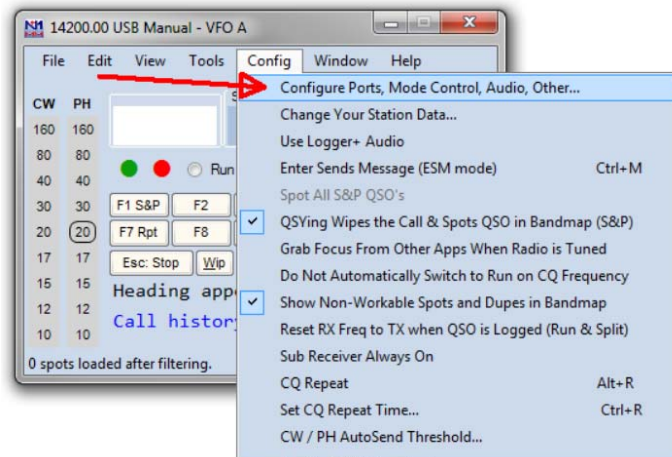 14200.00 USB Manual - VFO A
File Edit View Tools Config Window Help
Configure Ports, Mode Control, Audio, Other...
Change Your Station Data...
Use Logger+ Audio
Enter Sends Message (ESM mode) Ctrl+M
Spot All S&P QSO's
QSYing Wipes the Call & Spots QSO in Bandmap (S&P)
Grab Focus From Other Apps When Radio is Tuned
Do Not Automatically Switch to Run on CQ Frequency
Show Non-Workable Spots and Dupes in Bandmap
Reset RX Freq to TX when QSO is Logged (Run & Split)
Sub Receiver Always On
CQ Repeat Alt+R
Set CQ Repeat Time... Ctrl+R
CW / PH AutoSend Threshold...
CW PH
160 160
80 80
40 40
30 30
20 20
17 17
15 15
12 12
10 10
Run
F1 S&P F2
F7 Rpt F8
Esc: Stop Wip
Heading app
Call histor
0 spots loaded after filtering.